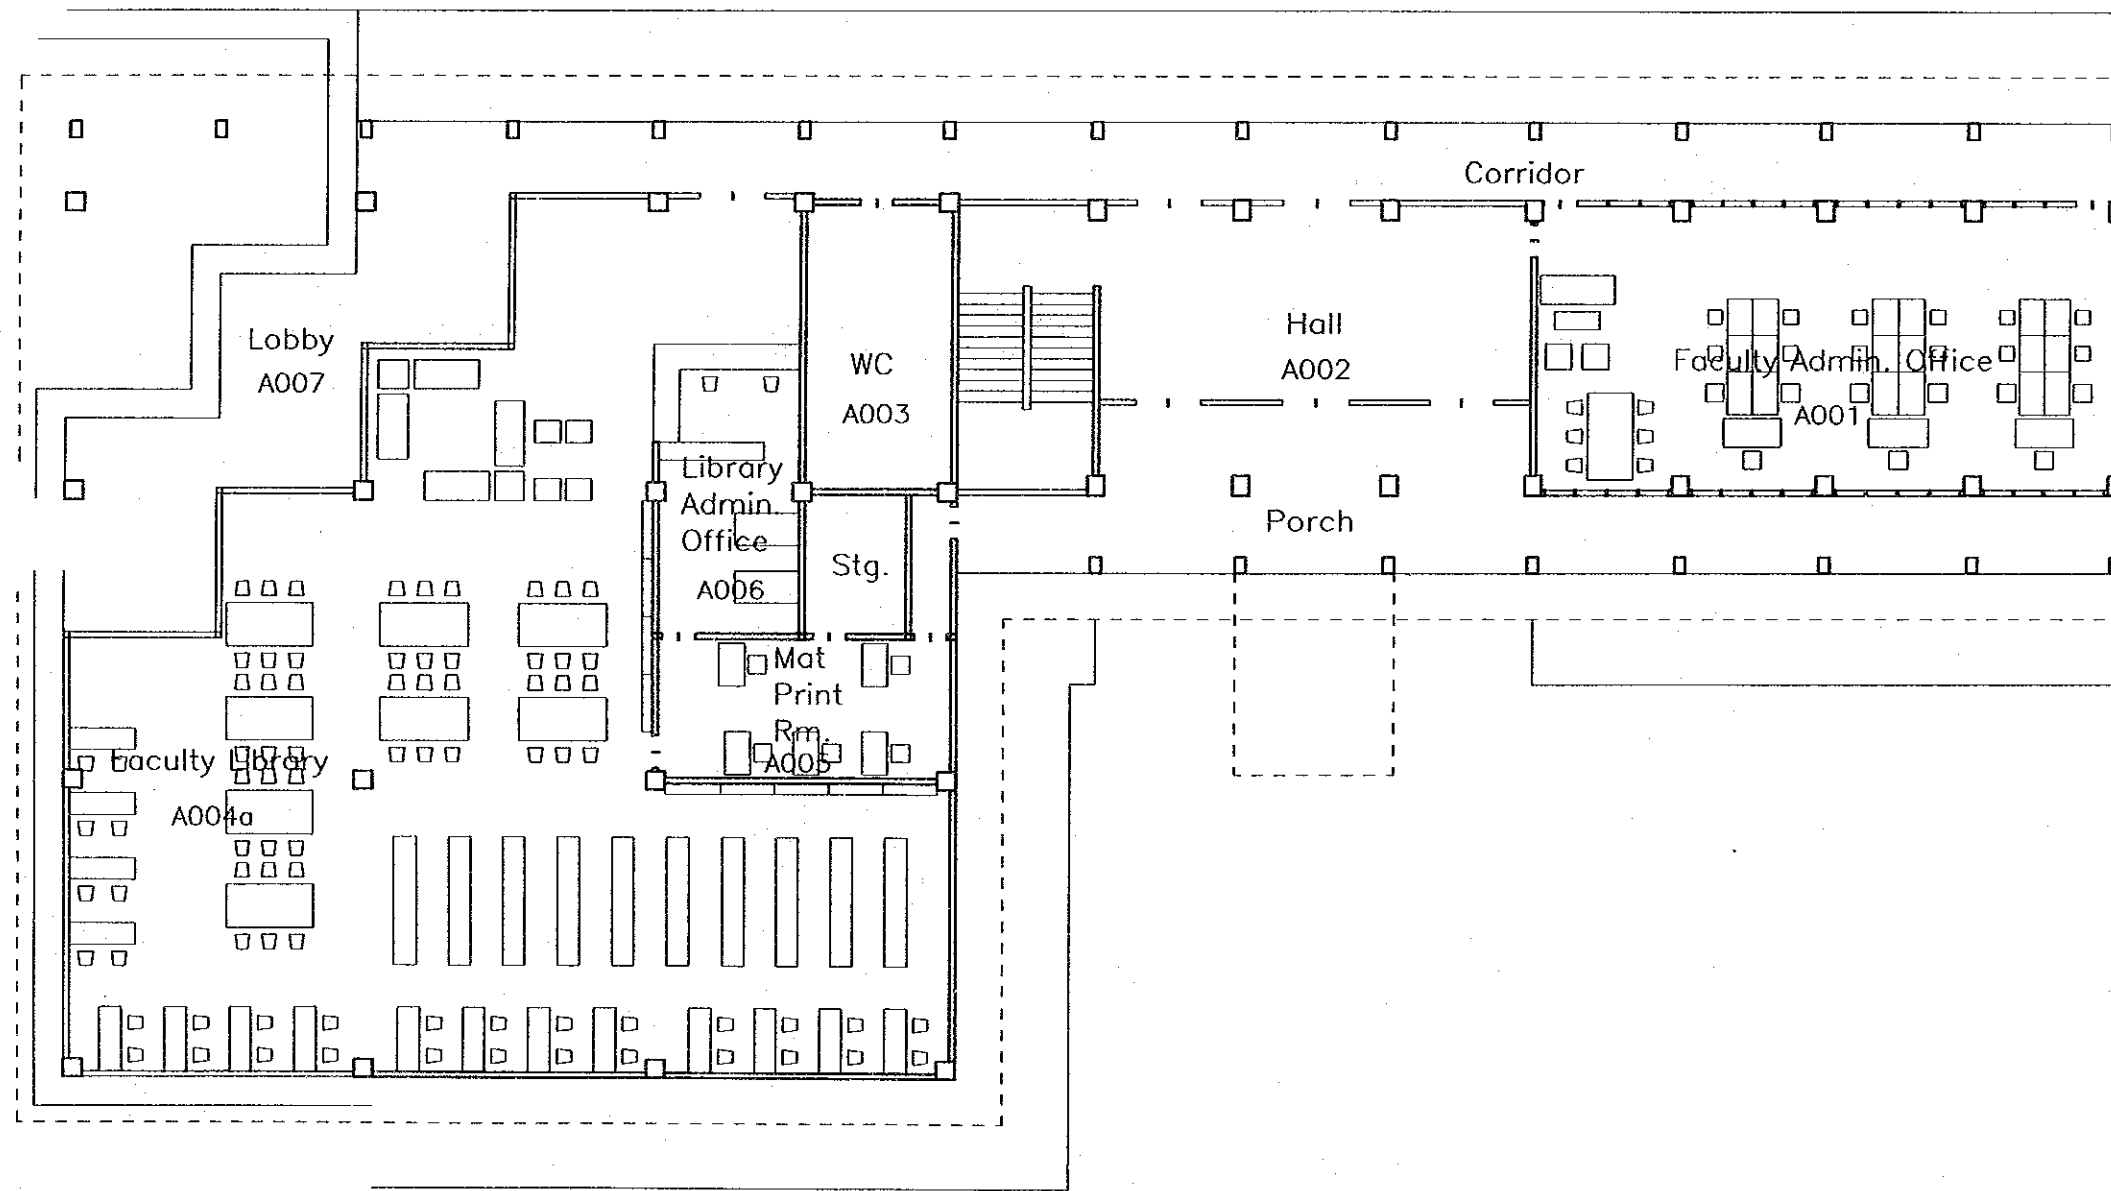 Corridor
Lobby
A007
WC
A003
Hall
A002
Faculty Admin. Office
A001
Library
Admin.
Office
A006
Stg.
Porch
Mat
Print
Rm.
A005
Faculty Library
A004a